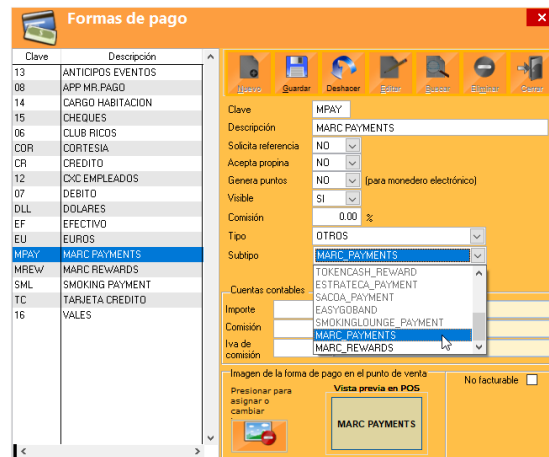 Formas de pago
Clave Descripción
13 ANTICIPOS EVENTOS
08 APP MR.PAGO
14 CARGO HABITACION
15 CHEQUES
06 CLUB RICOS
COR CORTESIA
CR CREDITO
12 CXC EMPLEADOS
07 DEBITO
DLL DOLARES
EF EFECTIVO
EU EUROS
MPAY MARC PAYMENTS
MREW MARC REWARDS
SML SMOKING PAYMENT
TC TARJETA CREDITO
16 VALES
Nuevo Guardar Deshacer Editar Buscar Eliminar Cerrar
Clave MPAY
Descripción MARC PAYMENTS
Solicita referencia NO
Acepta propina NO
Genera puntos NO (para monedero electrónico)
Visible SI
Comisión 0.00 %
Tipo OTROS
Subtipo MARC_PAYMENTS
TOKENCASH_REWARD
ESTRATECA_PAYMENT
SACOA_PAYMENT
EASYGOBAND
SMOKINGLOUNGE_PAYMENT
MARC_PAYMENTS
MARC_REWARDS
Cuentas contables
Importe
Comisión
Iva de
comisión
Imagen de la forma de pago en el punto de venta
Presionar para
asignar o
cambiar
Vista previa en POS
MARC PAYMENTS
No facturable